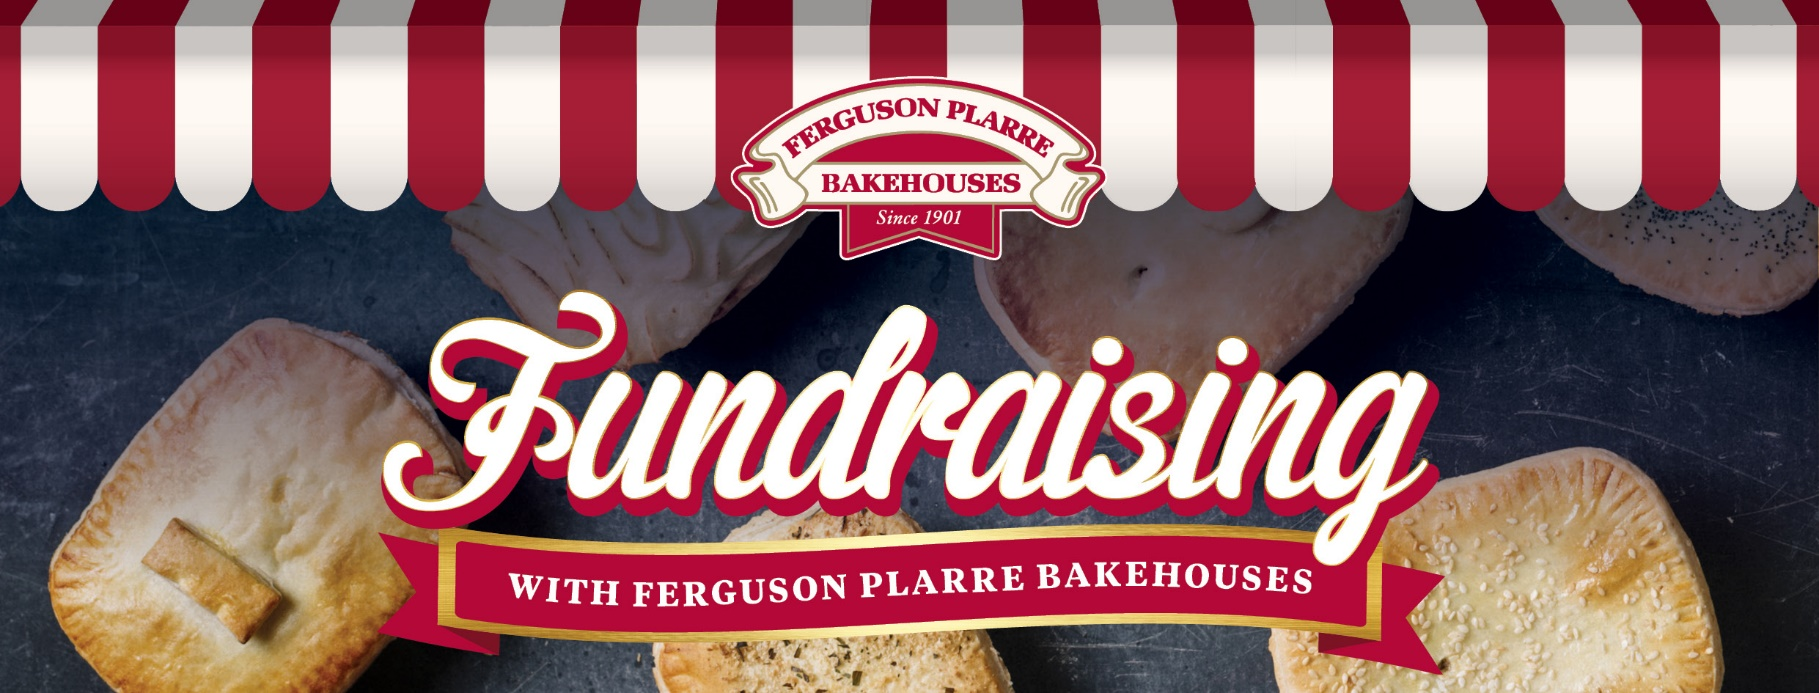 FERGUSON PLARRE
BAKEHOUSES
Since 1901
Fundraising
WITH FERGUSON PLARRE BAKEHOUSES